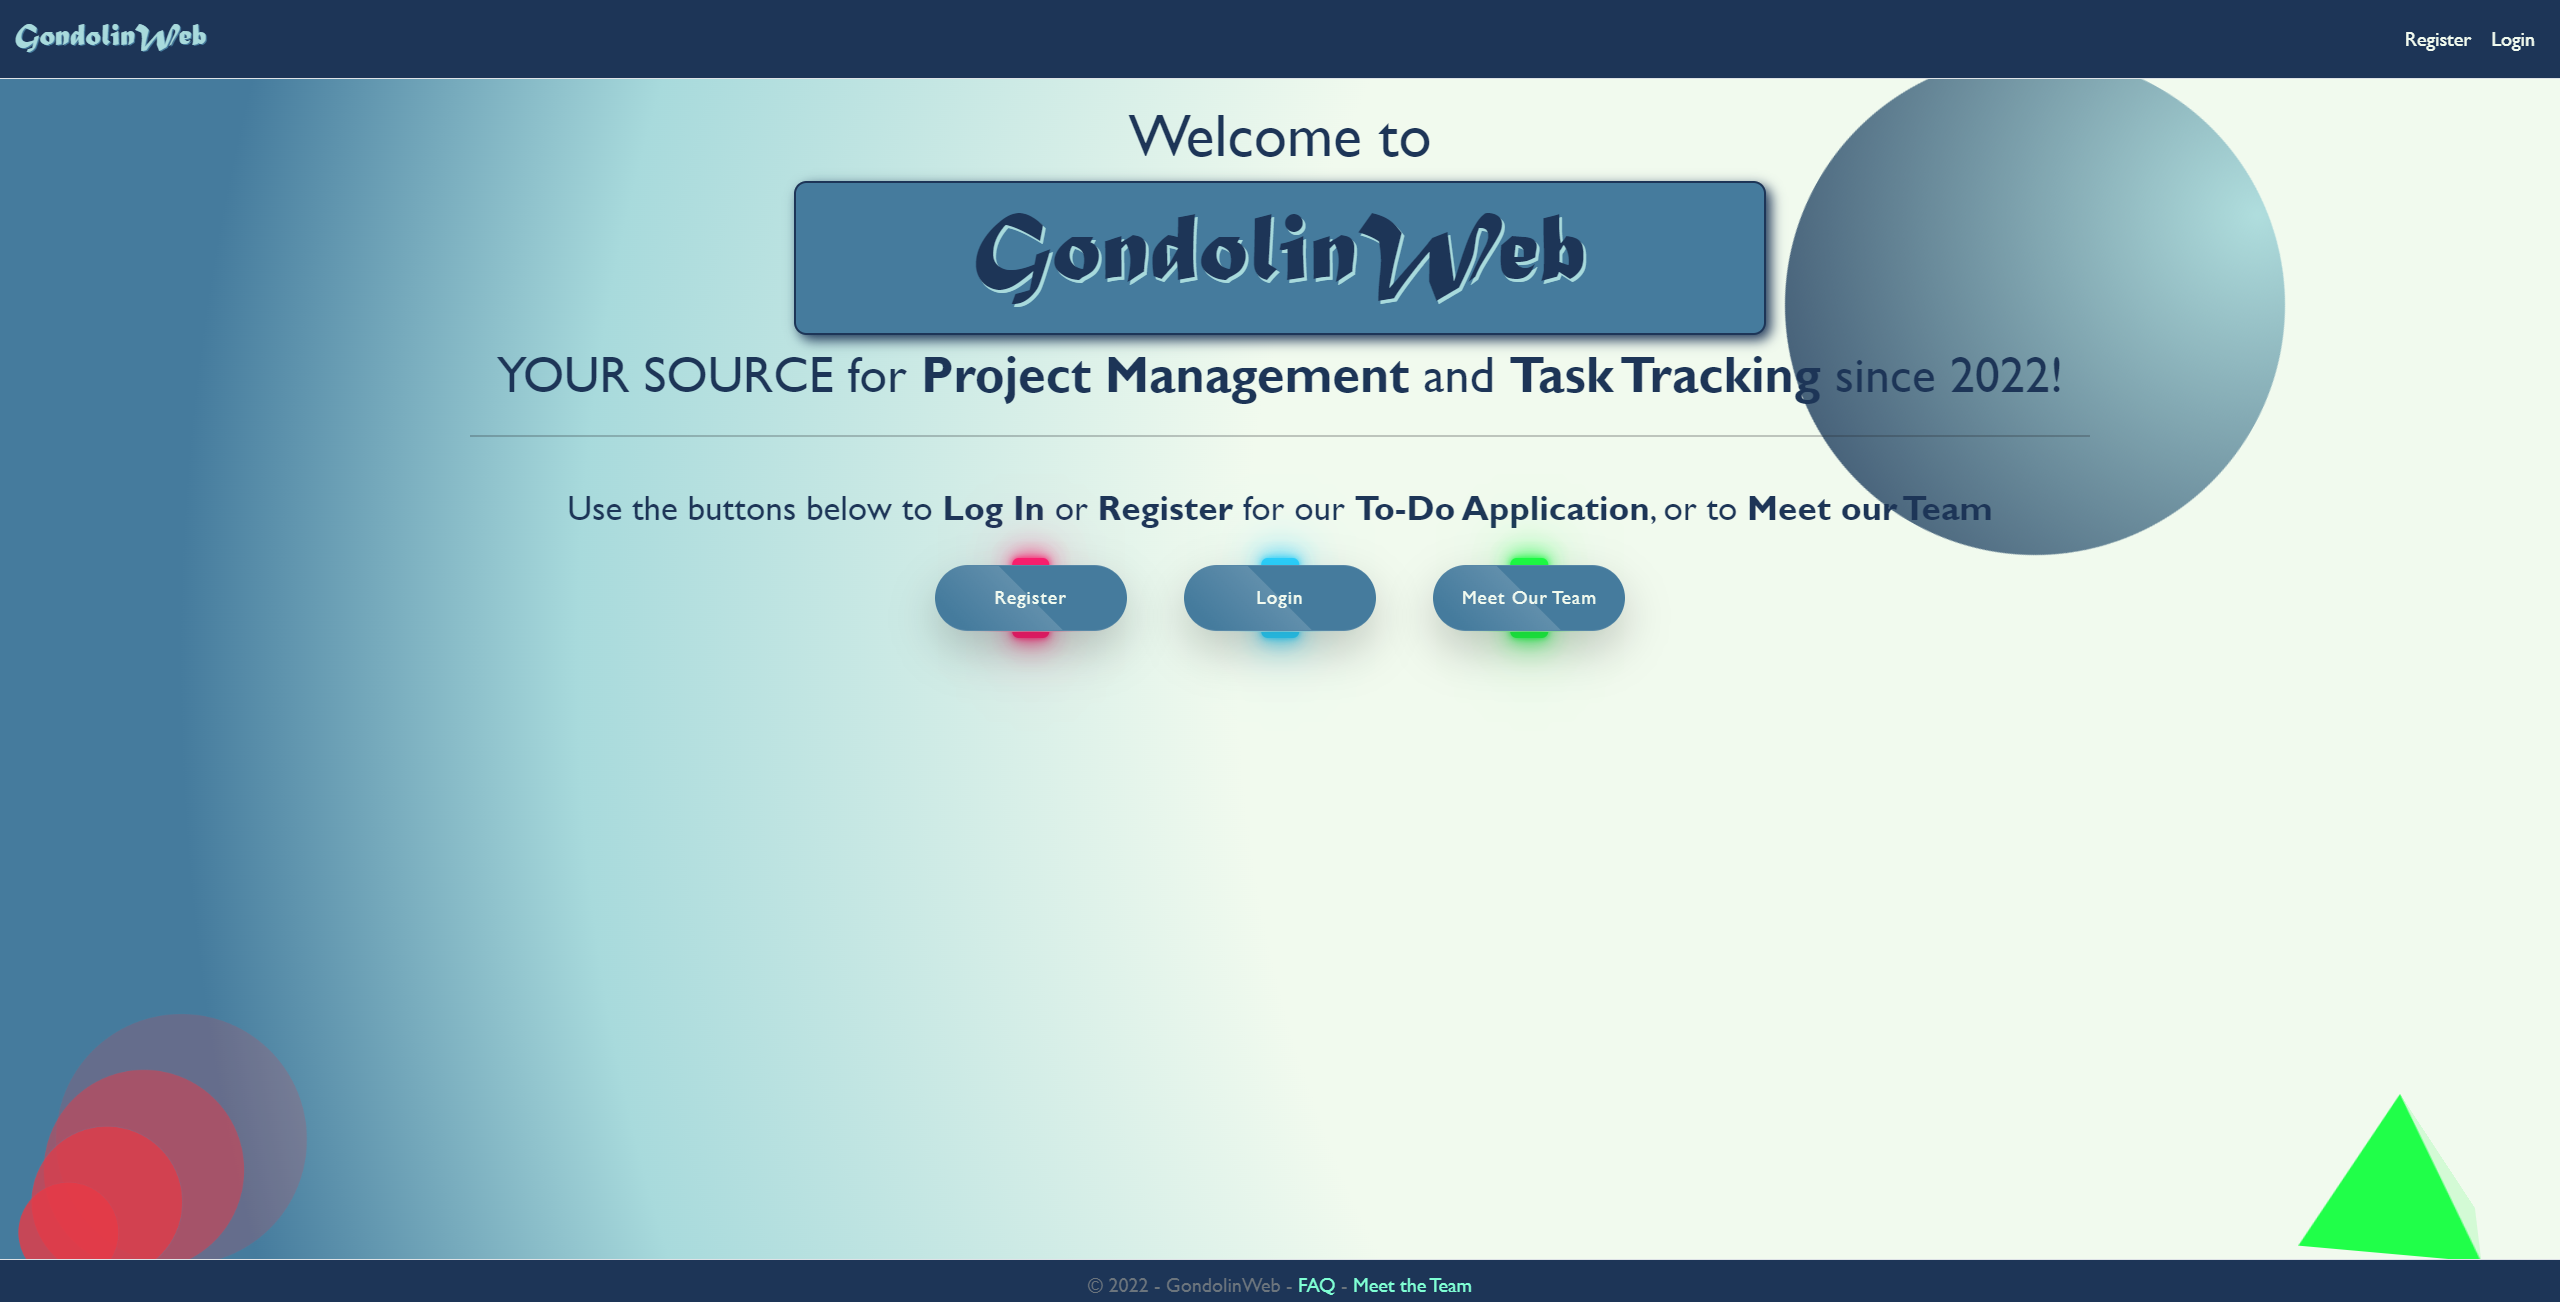 GondolinWeb
Register Login
Welcome to
GondolinWeb
YOUR SOURCE for Project Management and Task Tracking since 2022!
Use the buttons below to Log In or Register for our To-Do Application, or to Meet our Team
Register Login Meet Our Team
© 2022 - GondolinWeb - FAQ - Meet the Team